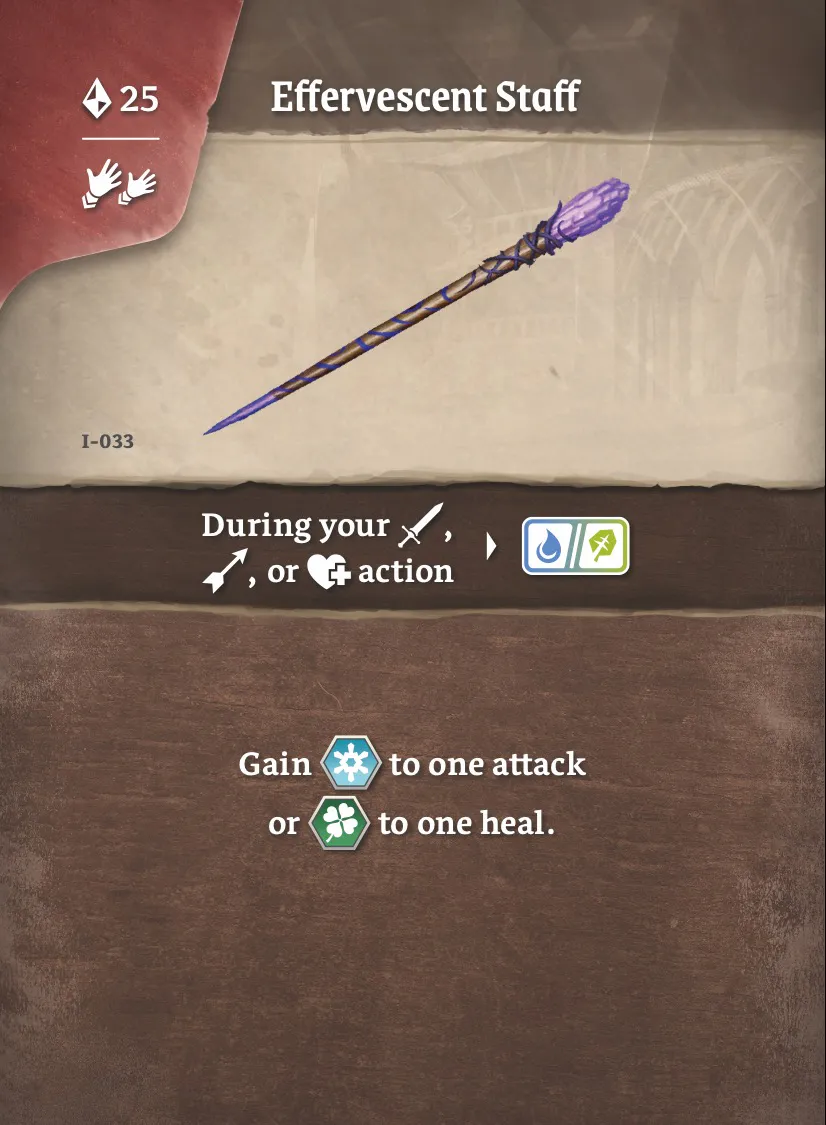 25
Effervescent Staff
I-033
During your ,
, or action
Gain to one attack
or to one heal.